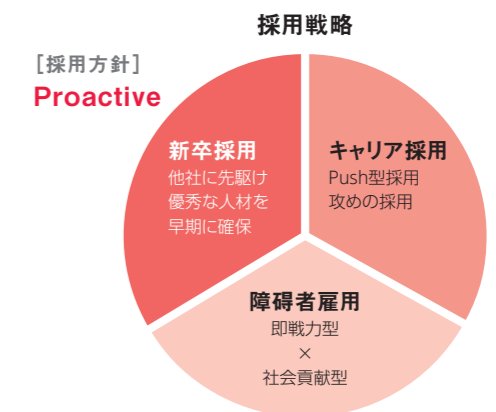 採用戦略
［採用方針］
Proactive
新卒採用
他社に先駆け
優秀な人材を
早期に確保
キャリア採用
Push型採用
攻めの採用
障碍者雇用
即戦力型
×
社会貢献型